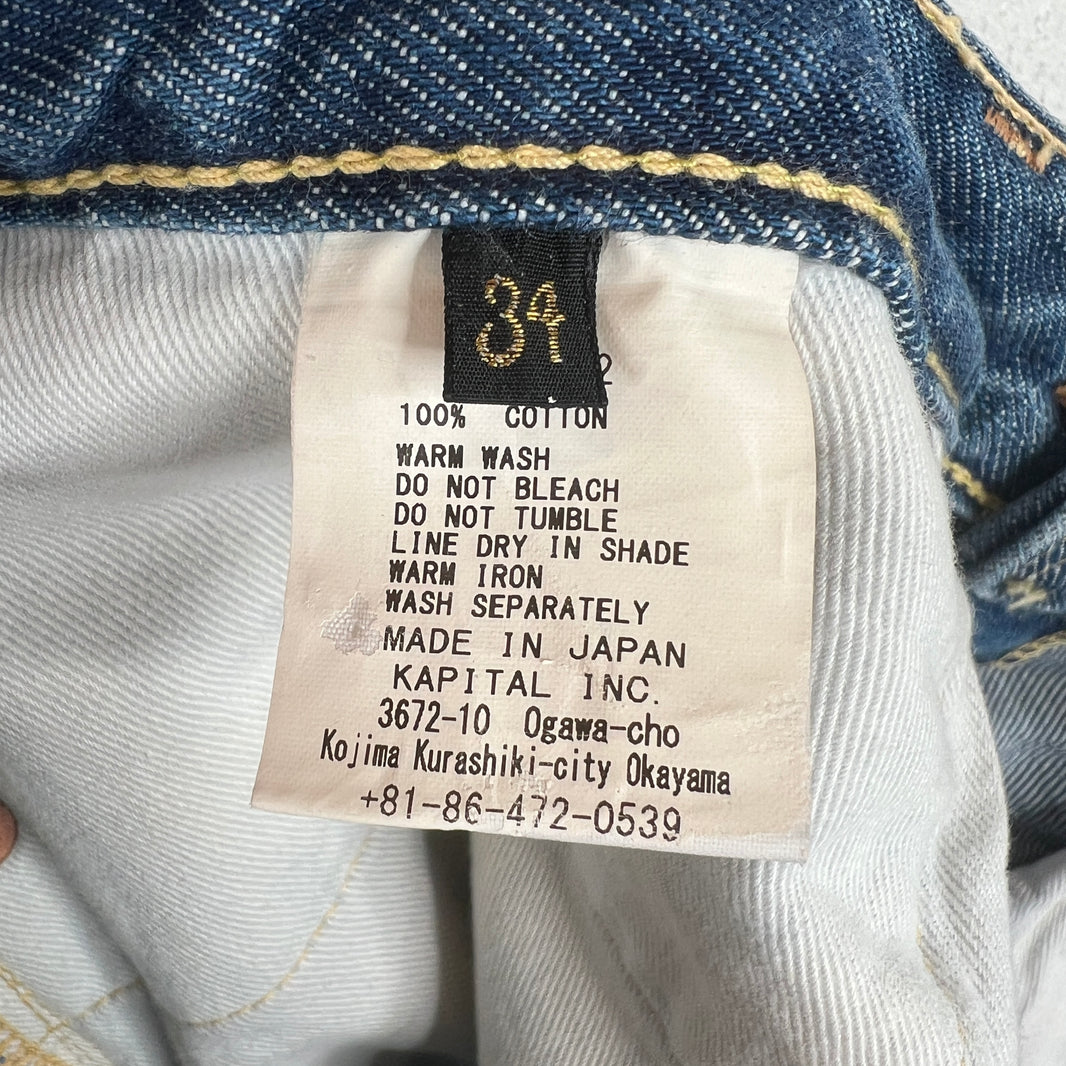 34
2
100% COTTON
WARM WASH
DO NOT BLEACH
DO NOT TUMBLE
LINE DRY IN SHADE
WARM IRON
WASH SEPARATELY
MADE IN JAPAN
KAPITAL INC.
3672-10 Ogawa-cho
Kojima Kurashiki-city Okayama
+81-86-472-0539